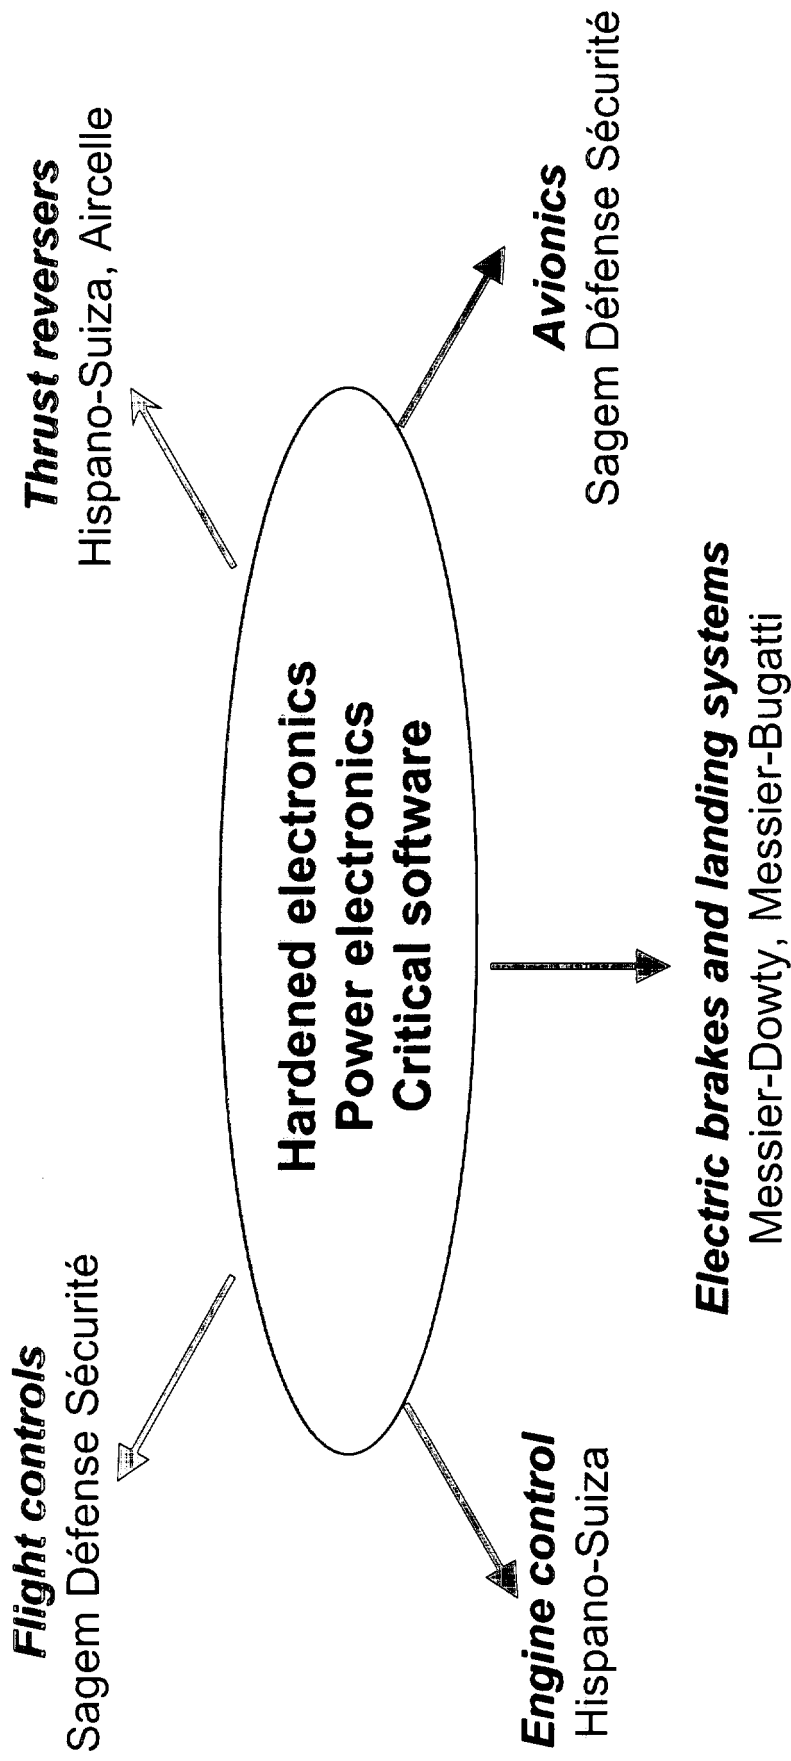 Flight controls
Sagem Défense Sécurité
Thrust reversers
Hispano-Suiza, Aircelle
Hardened electronics
Power electronics
Critical software
Engine control
Hispano-Suiza
Avionics
Sagem Défense Sécurité
Electric brakes and landing systems
Messier-Dowty, Messier-Bugatti